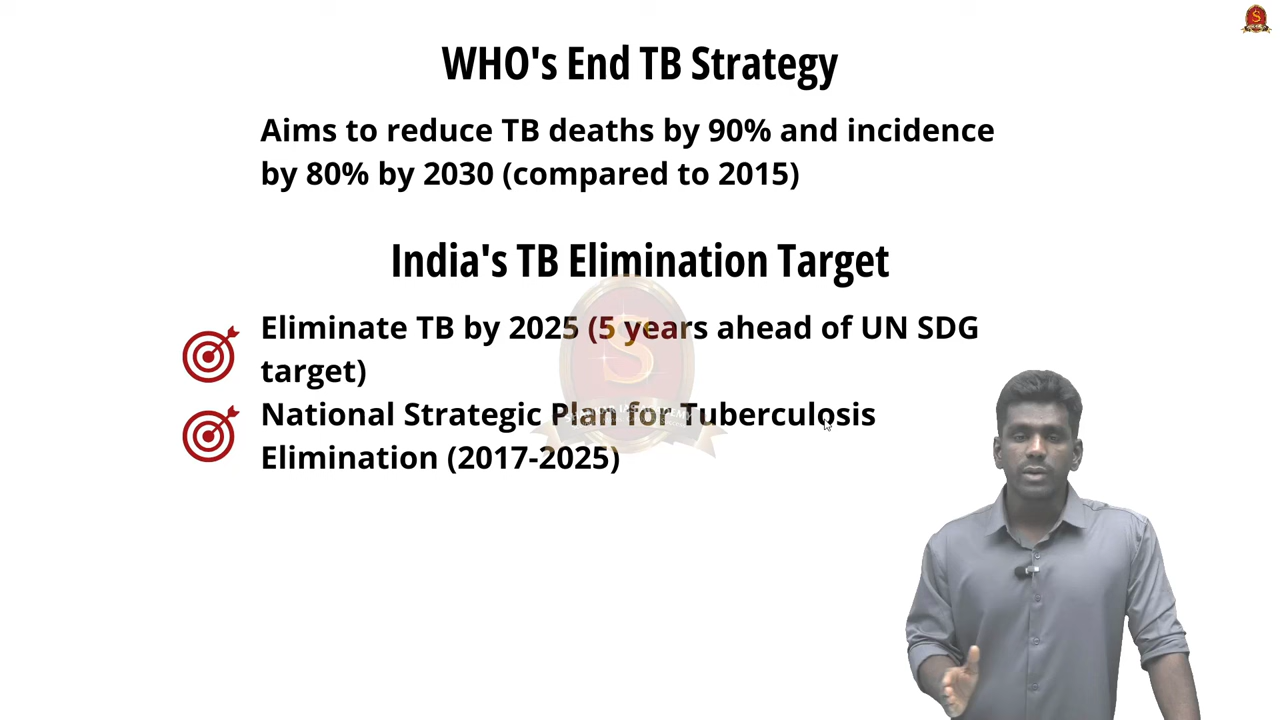 WHO's End TB Strategy
Aims to reduce TB deaths by 90% and incidence
by 80% by 2030 (compared to 2015)
India's TB Elimination Target
Eliminate TB by 2025 (5 years ahead of UN SDG
target)
National Strategic Plan for Tuberculosis
Elimination (2017-2025)
S